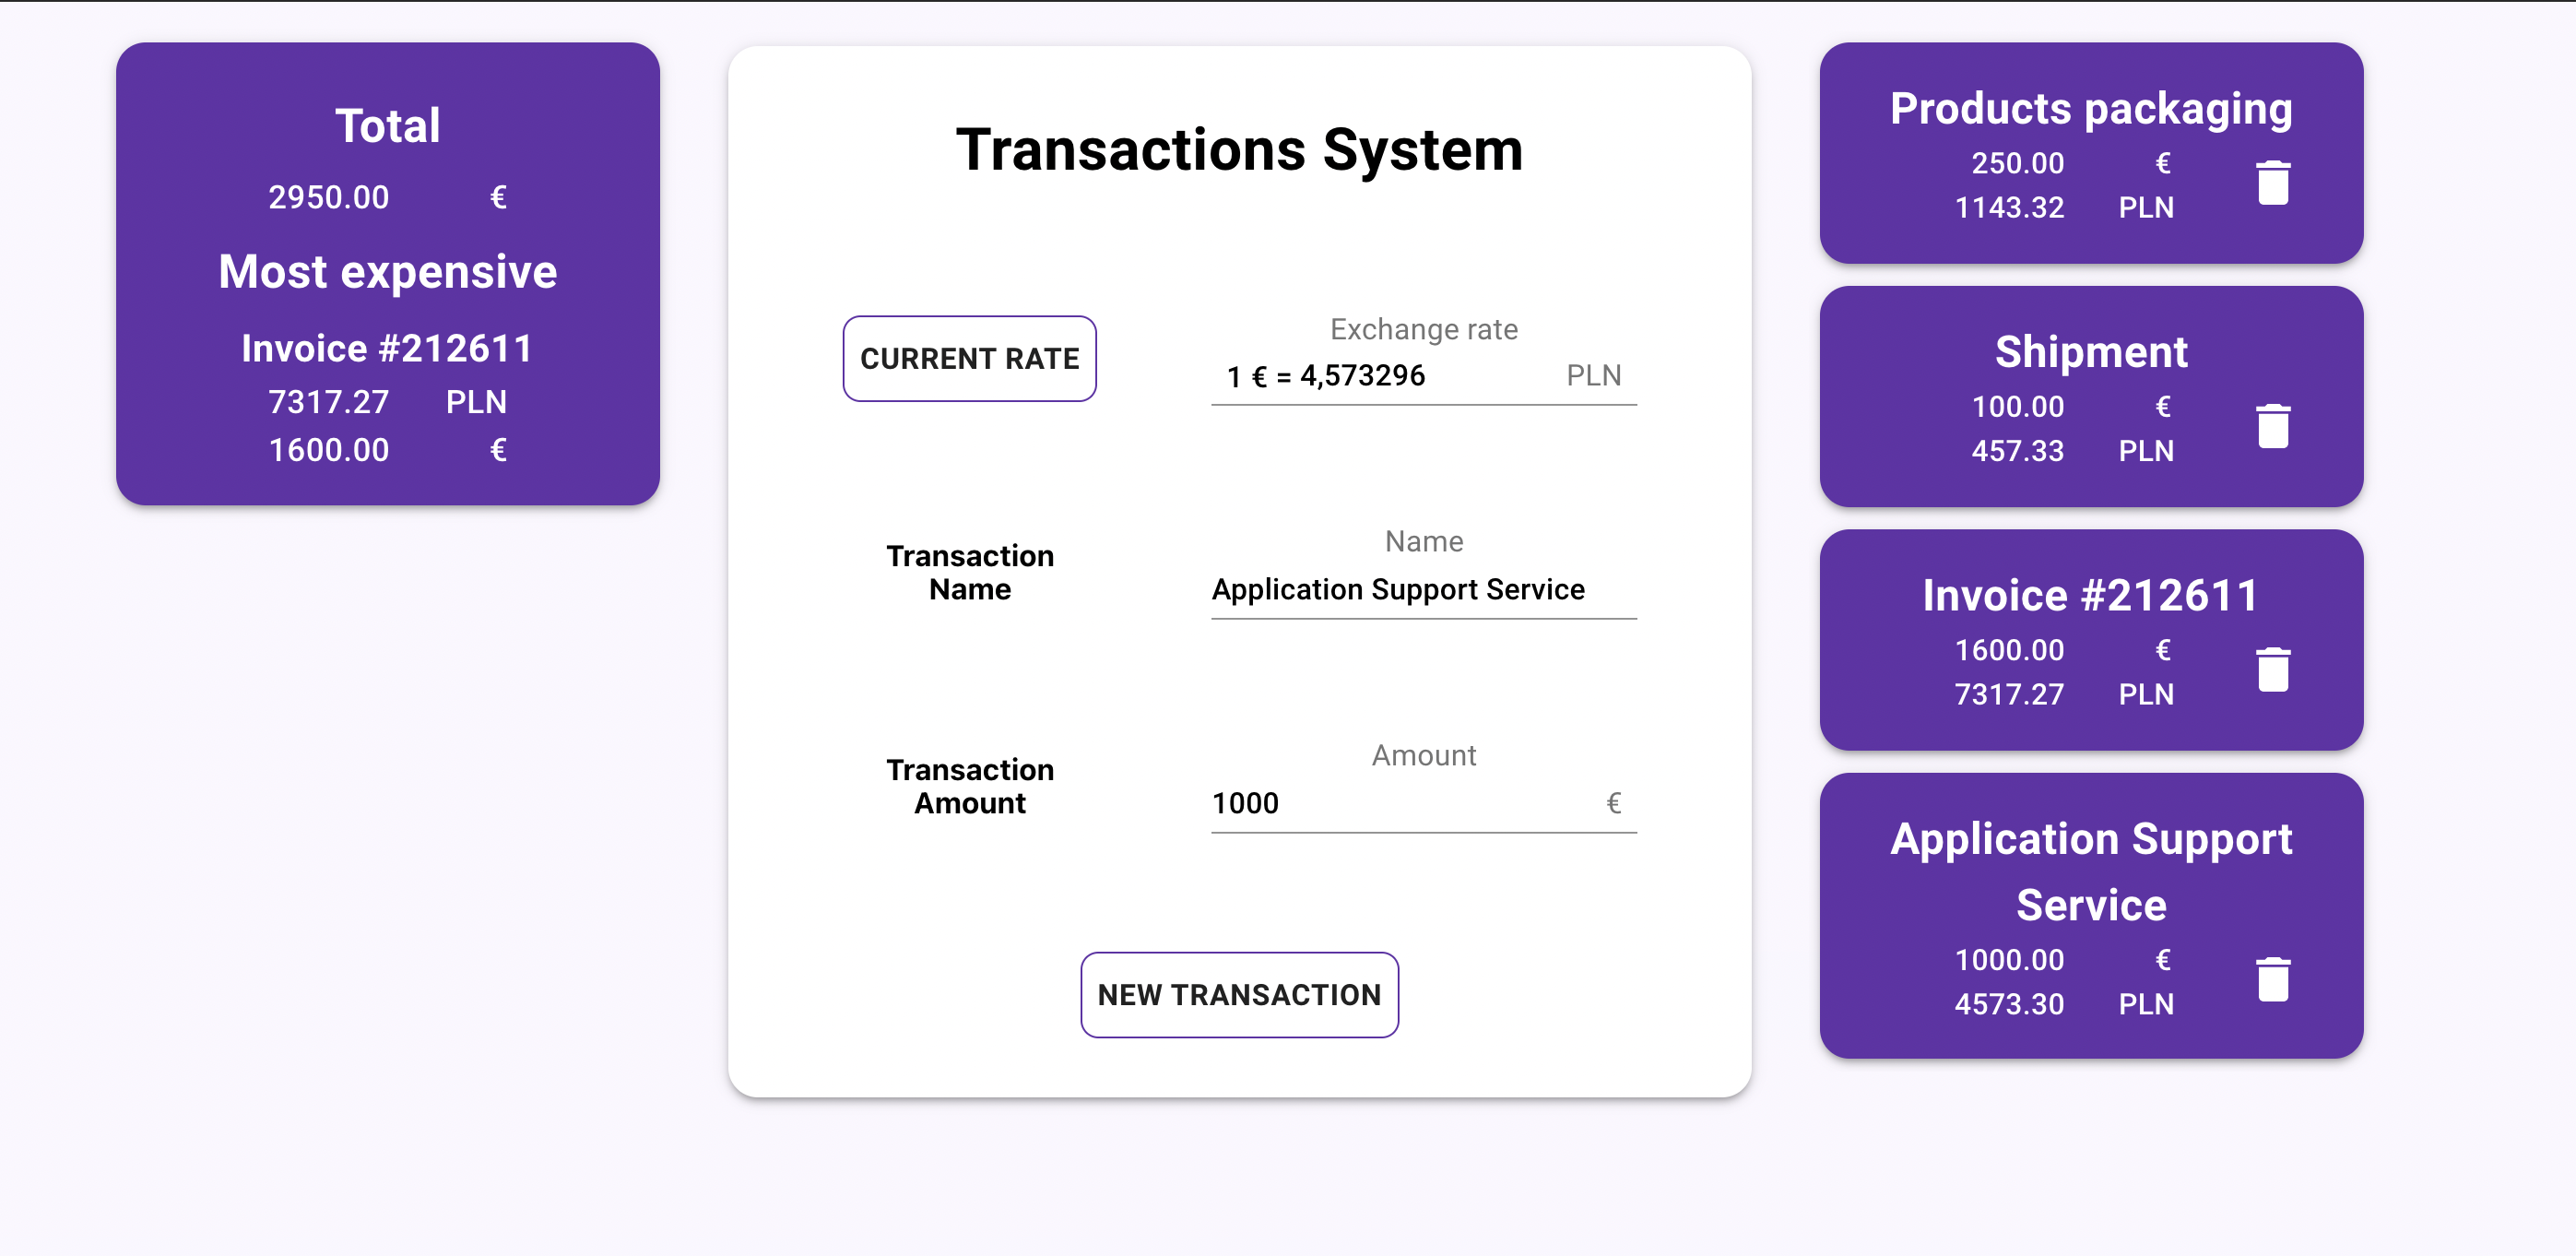 Total
2950.00 €
Most expensive
Invoice #212611
7317.27 PLN
1600.00 €
Transactions System
CURRENT RATE
Exchange rate
1 € = 4,573296 PLN
Transaction
Name
Name
Application Support Service
Transaction
Amount
Amount
1000 €
NEW TRANSACTION
Products packaging
250.00 €
1143.32 PLN
Shipment
100.00 €
457.33 PLN
Invoice #212611
1600.00 €
7317.27 PLN
Application Support
Service
1000.00 €
4573.30 PLN